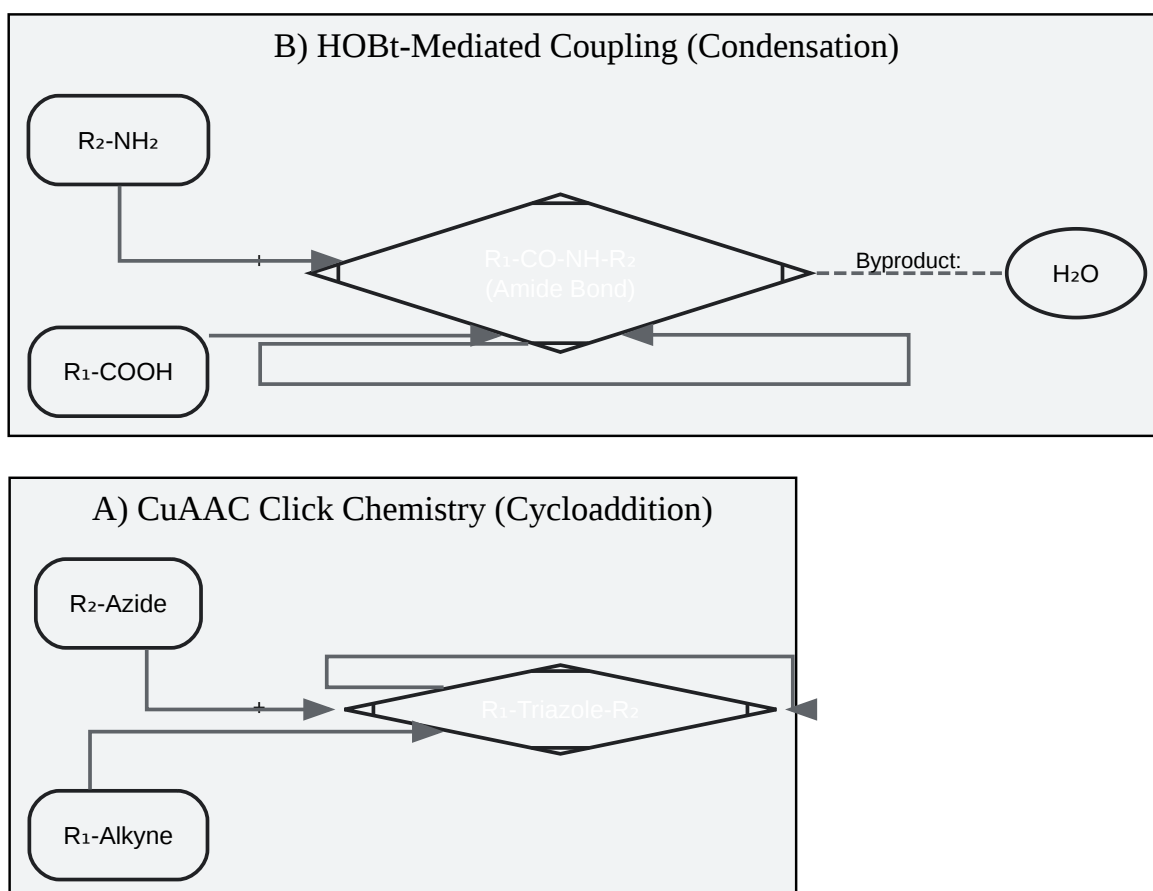 B) HOBt-Mediated Coupling (Condensation)
R₂-NH₂
+
R₁-CO-NH-R₂
(Amide Bond)
Byproduct:
H₂O
R₁-COOH
A) CuAAC Click Chemistry (Cycloaddition)
R₂-Azide
+
R₁-Triazole-R₂
R₁-Alkyne